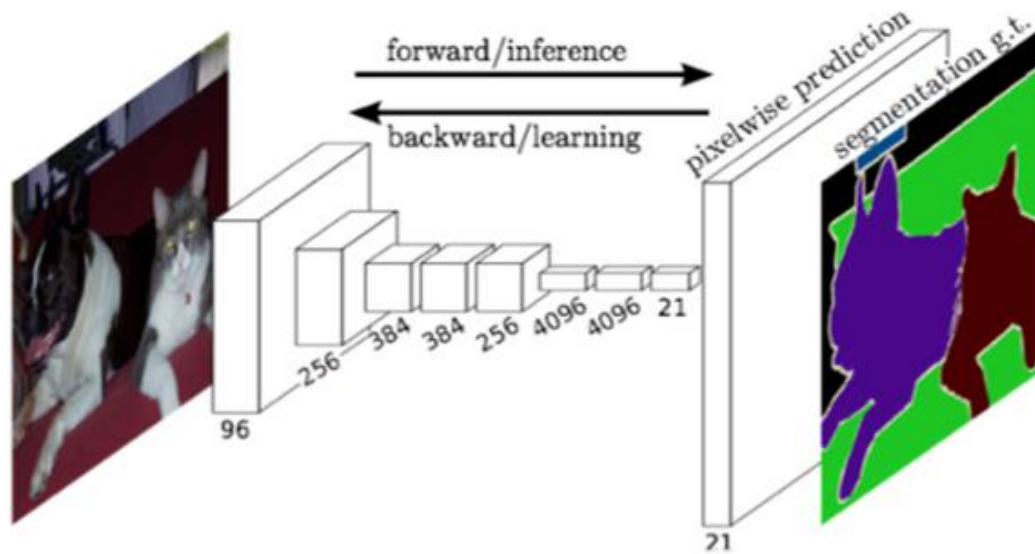 forward/inference
backward/learning
pixelwise prediction
segmentation g.t.
96
256
384
384
256
4096
4096
21
21